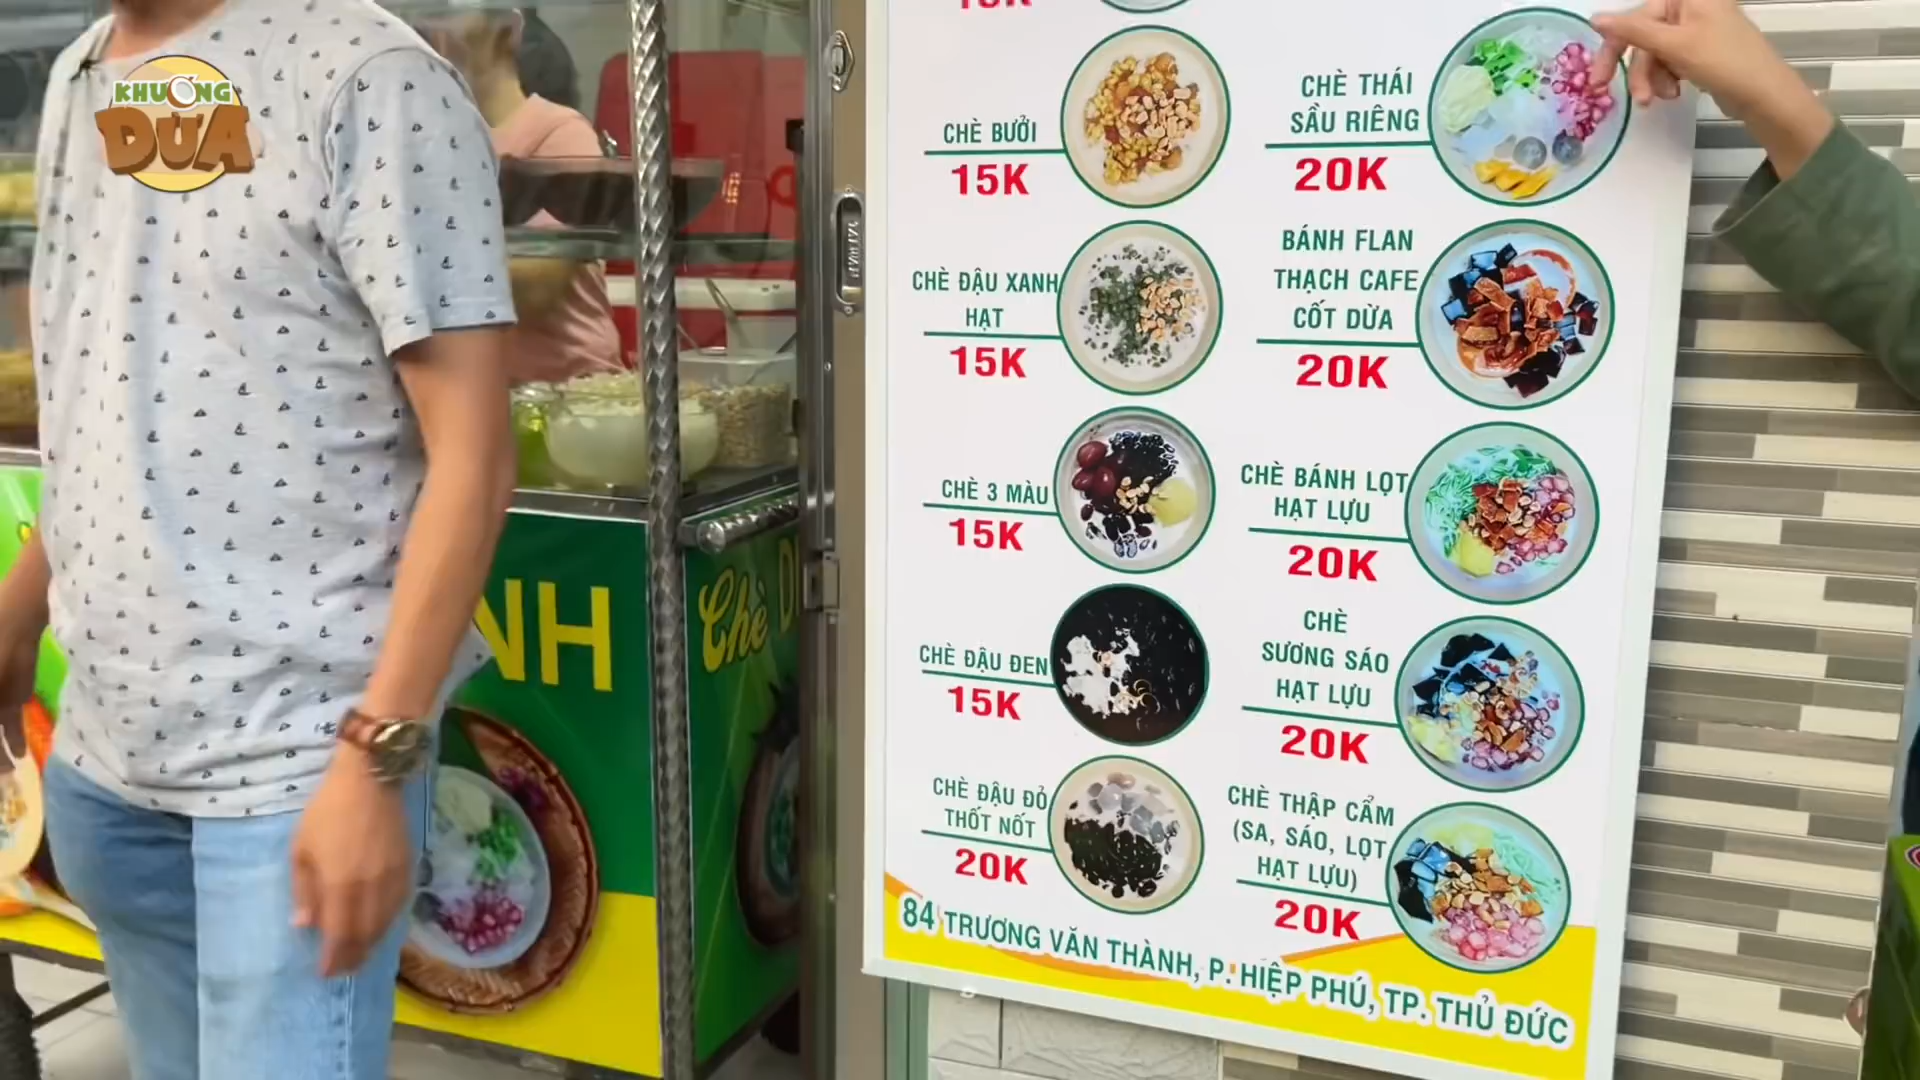 KHƯƠNG
DỪA
NH
Chè
CHÈ BƯỞI
15K
CHÈ ĐẬU XANH
HẠT
15K
CHÈ 3 MÀU
15K
CHÈ ĐẬU ĐEN
15K
CHÈ ĐẬU ĐỎ
THỐT NỐT
20K
CHÈ THÁI
SẦU RIÊNG
20K
BÁNH FLAN
THẠCH CAFE
CỐT DỪA
20K
CHÈ BÁNH LỌT
HẠT LỰU
20K
CHÈ
SƯƠNG SÁO
HẠT LỰU
20K
CHÈ THẬP CẨM
(SA, SÁO, LỌT
HẠT LỰU)
20K
84 TRƯƠNG VĂN THÀNH, P. HIỆP PHÚ, TP. THỦ ĐỨC